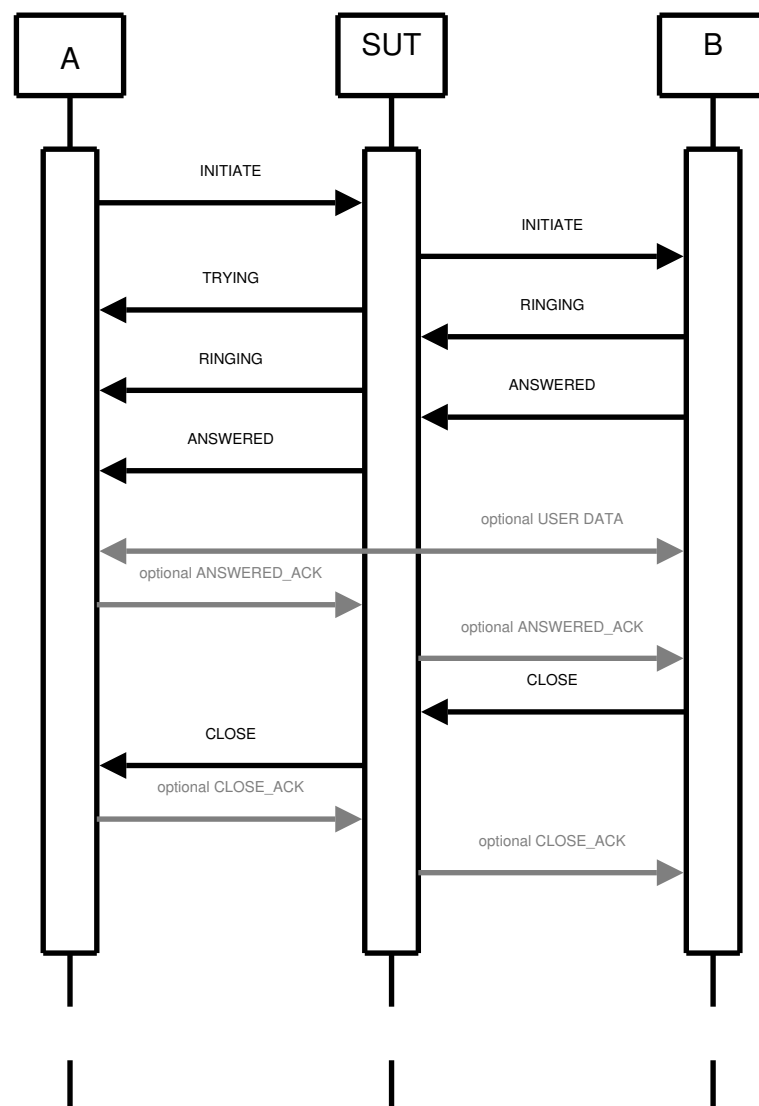 A
SUT
B
INITIATE
INITIATE
TRYING
RINGING
RINGING
ANSWERED
ANSWERED
optional USER DATA
optional ANSWERED_ACK
optional ANSWERED_ACK
CLOSE
CLOSE
optional CLOSE_ACK
optional CLOSE_ACK